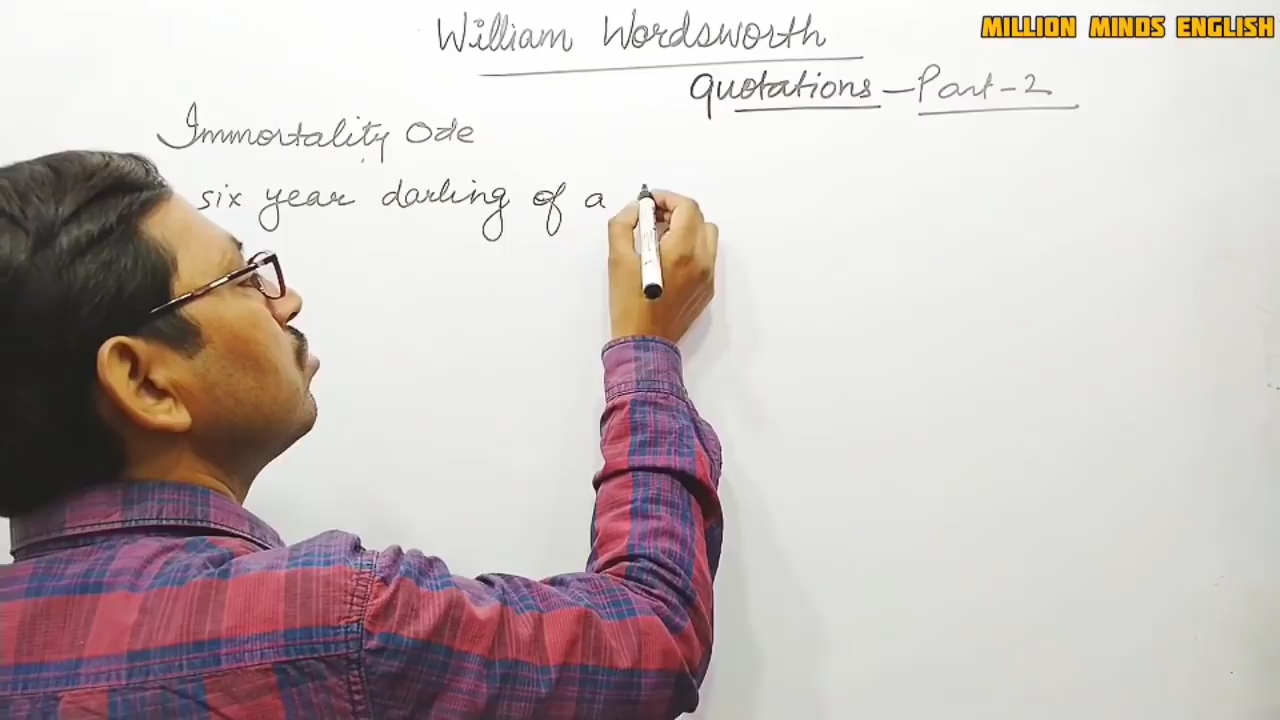 MILLION MINDS ENGLISH
William Wordsworth
Quotations - Part-2
Immortality Ode
six year darling of a